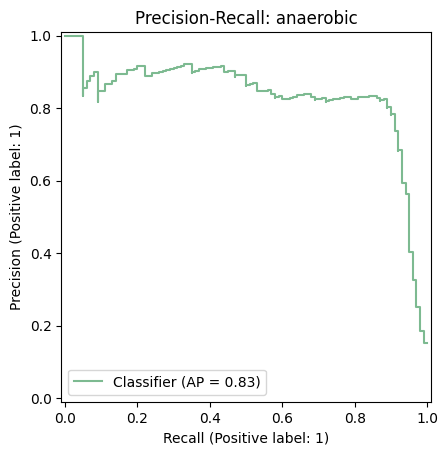 Precision-Recall: anaerobic
1.0
0.8
0.6
0.4
0.2
0.0
Precision (Positive label: 1)
Classifier (AP = 0.83)
0.0 0.2 0.4 0.6 0.8 1.0
Recall (Positive label: 1)